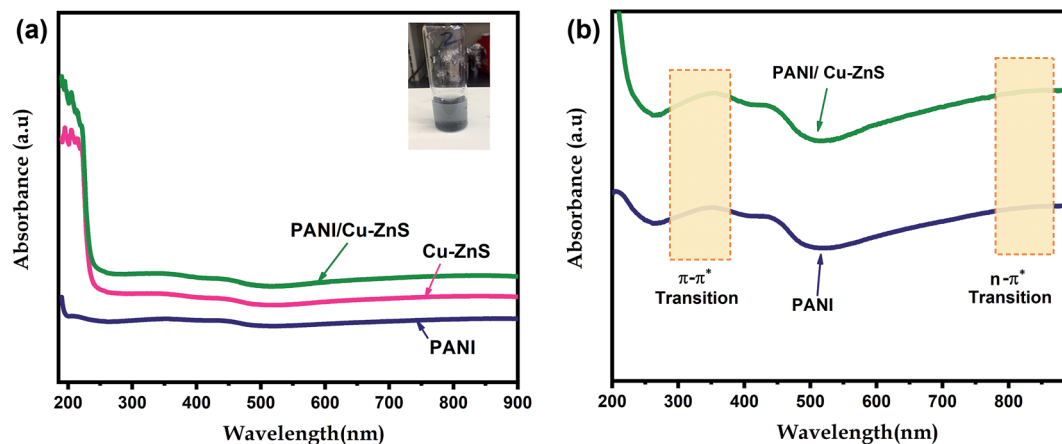 (a)
2
Absorbance (a.u)
PANI/Cu-ZnS
Cu-ZnS
PANI
200 300 400 500 600 700 800 900
Wavelength(nm)
(b)
Absorbance (a.u)
PANI/ Cu-ZnS
π-π*
Transition
n-π*
Transition
PANI
200 300 400 500 600 700 800
Wavelength(nm)